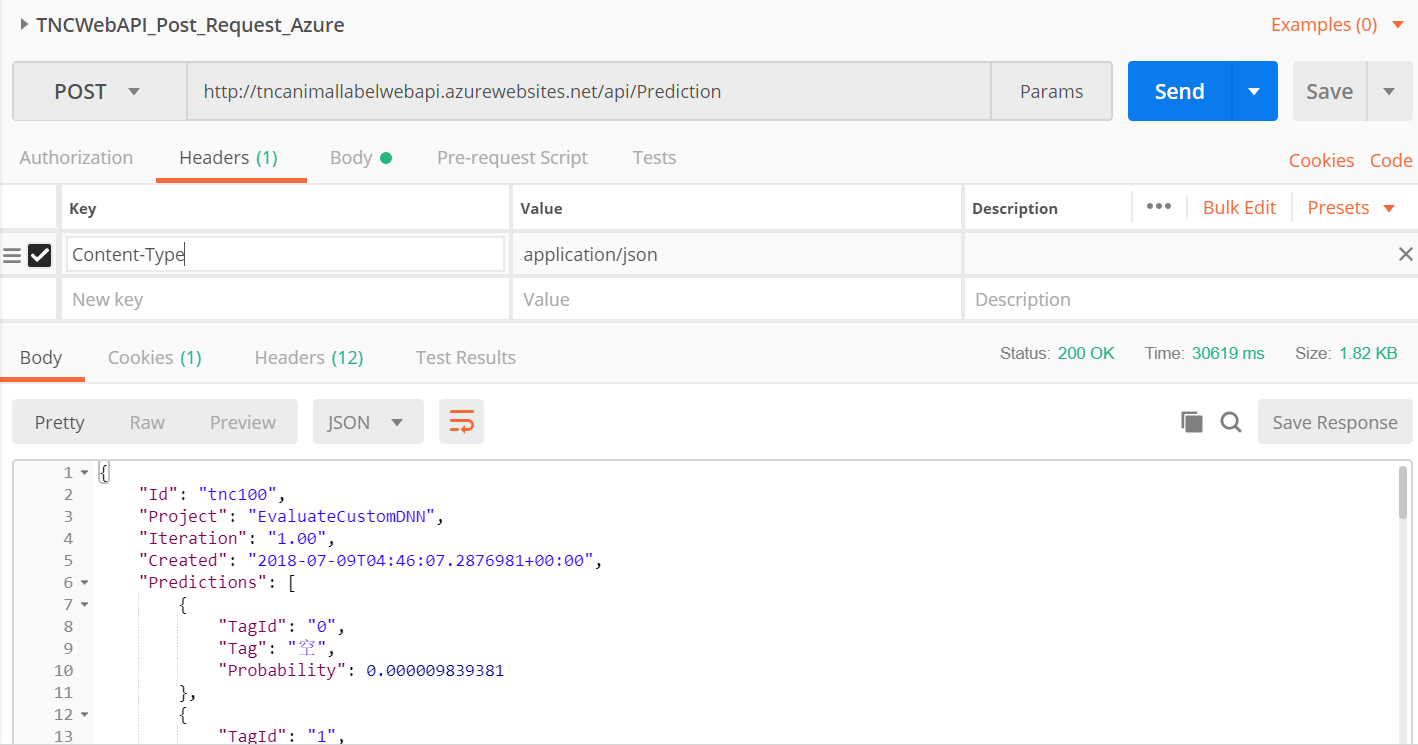 TNCWebAPI_Post_Request_Azure Examples (0)
POST http://tncanimallabelwebapi.azurewebsites.net/api/Prediction Params Send Save
Authorization Headers (1) Body Pre-request Script Tests Cookies Code
Key Value Description ••• Bulk Edit Presets
Content-Type application/json
New key Value Description
Body Cookies (1) Headers (12) Test Results Status: 200 OK Time: 30619 ms Size: 1.82 KB
Pretty Raw Preview JSON Save Response
1 {
2 "Id": "tnc100",
3 "Project": "EvaluateCustomDNN",
4 "Iteration": "1.00",
5 "Created": "2018-07-09T04:46:07.2876981+00:00",
6 "Predictions": [
7 {
8 "TagId": "0",
9 "Tag": "空",
10 "Probability": 0.000009839381
11 },
12 {
13 "TagId": "1",